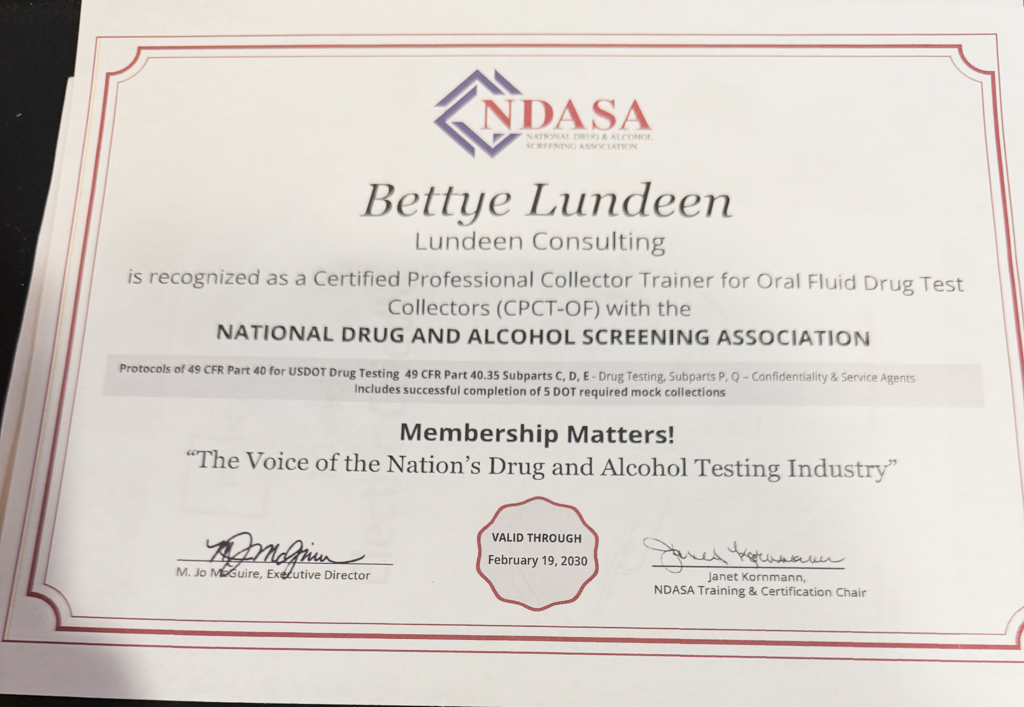 NDASA
NATIONAL DRUG & ALCOHOL
SCREENING ASSOCIATION
Bettye Lundeen
Lundeen Consulting
is recognized as a Certified Professional Collector Trainer for Oral Fluid Drug Test
Collectors (CPCT-OF) with the
NATIONAL DRUG AND ALCOHOL SCREENING ASSOCIATION
Protocols of 49 CFR Part 40 for USDOT Drug Testing 49 CFR Part 40.35 Subparts C, D, E - Drug Testing, Subparts P, Q – Confidentiality & Service Agents
Includes successful completion of 5 DOT required mock collections
Membership Matters!
“The Voice of the Nation’s Drug and Alcohol Testing Industry”
M. Jo McGuire, Executive Director
VALID THROUGH
February 19, 2030
Janet Kornmann
Janet Kornmann,
NDASA Training & Certification Chair